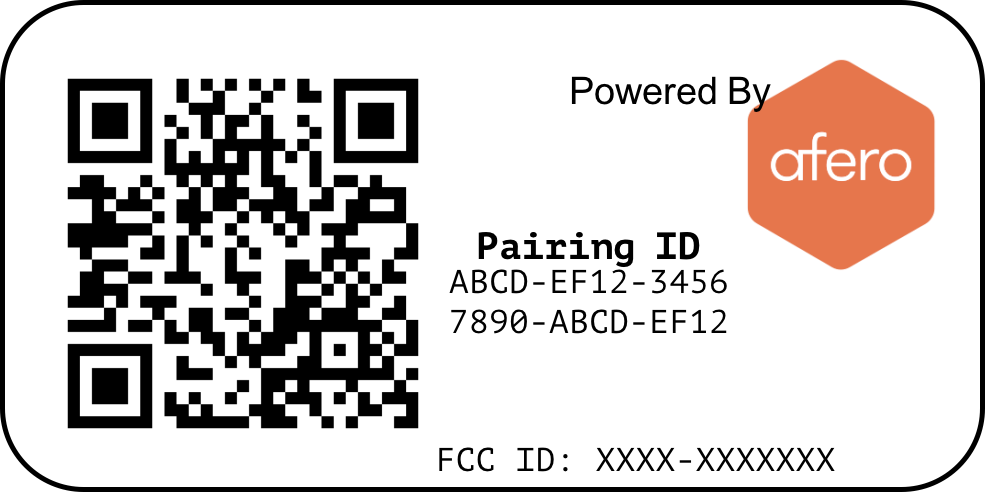 Powered By
afero
Pairing ID
ABCD-EF12-3456
7890-ABCD-EF12
FCC ID: XXXX-XXXXXXX